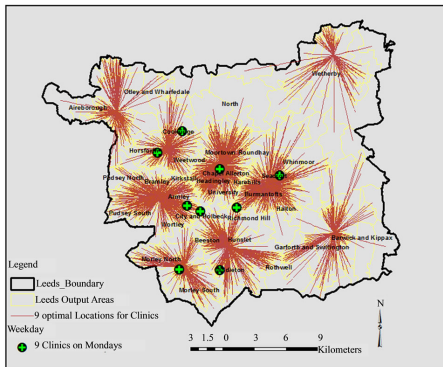 Otley and Wharfedale
Wetherby
Aireborough
North
Horsforth
Moortown Roundhay
Weetwood
Whinmoor
Chapel Allerton
Pudsey North
Bramley
Kirkstall
Headingley
Harehills
University
Burmantofts
Armley
Pudsey South
City and Holbeck
Halton
Richmond Hill
Wortley
Beeston
Hunslet
Barwick and Kippax
Garforth and Swillington
Rothwell
Morley North
Morley South
Legend
Leeds_Boundary
Leeds Output Areas
9 optimal Locations for Clinics
Weekday
9 Clinics on Mondays
3 1.5 0 3 6 9
Kilometers
N